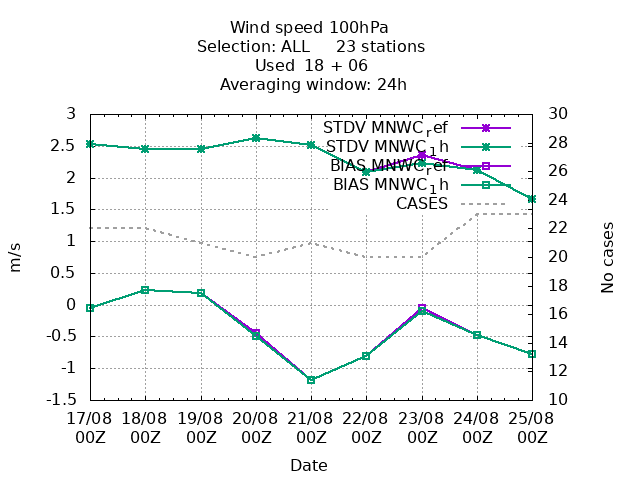 Wind speed 100hPa
Selection: ALL 23 stations
Used 18 + 06
Averaging window: 24h
3
2.5
2
1.5
1
0.5
0
-0.5
-1
-1.5
m/s
30
28
26
24
22
20
18
16
14
12
10
No cases
STDV MNWC_ref
STDV MNWC_1h
BIAS MNWC_ref
BIAS MNWC_1h
CASES
17/08 18/08 19/08 20/08 21/08 22/08 23/08 24/08 25/08
00Z 00Z 00Z 00Z 00Z 00Z 00Z 00Z 00Z
Date